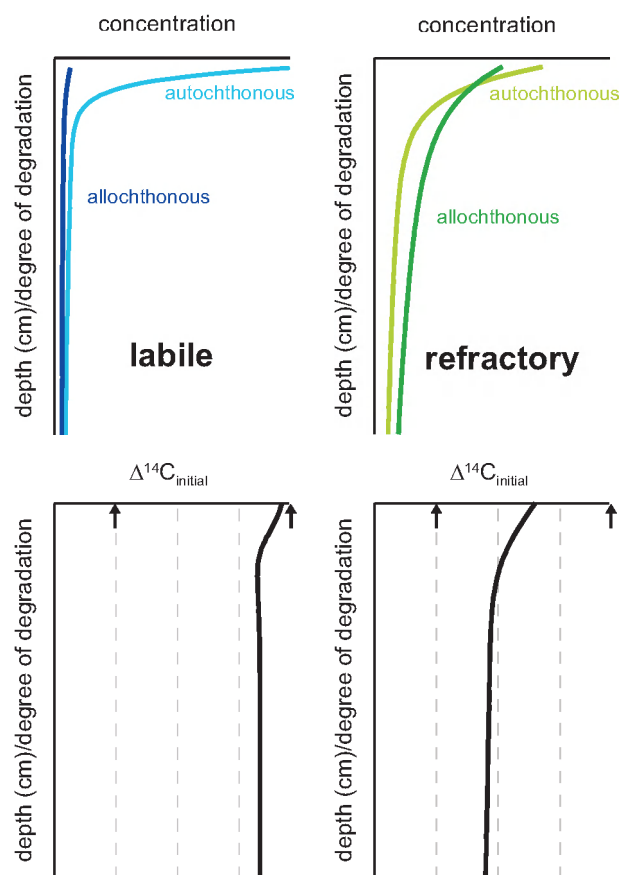 concentration
depth (cm)/degree of degradation
autochthonous
allochthonous
labile
concentration
depth (cm)/degree of degradation
autochthonous
allochthonous
refractory
Δ¹⁴Cinitial
depth (cm)/degree of degradation
Δ¹⁴Cinitial
depth (cm)/degree of degradation